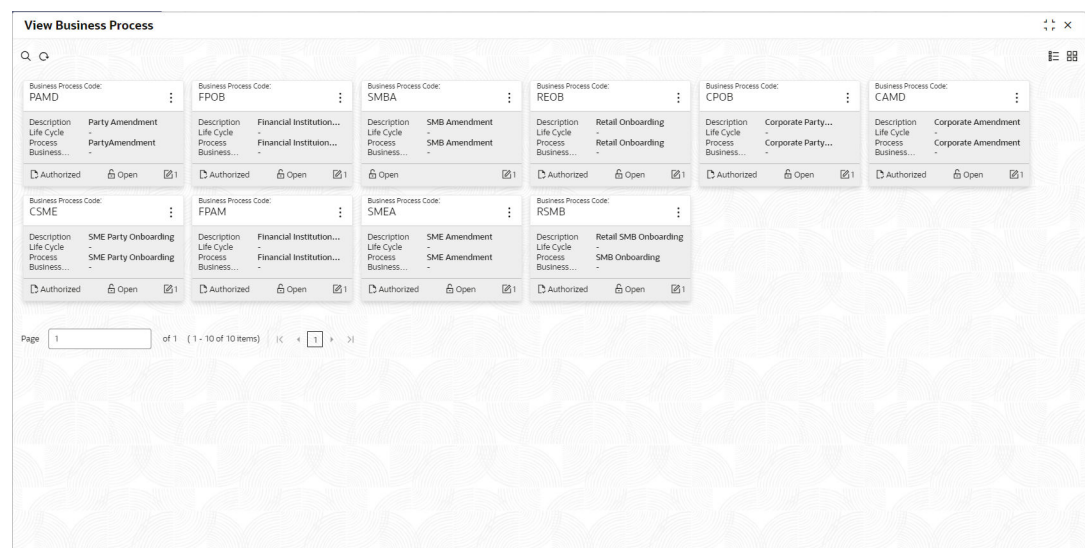 View Business Process
Business Process Code:
PAMD
Description Party Amendment
Life Cycle -
Process PartyAmendment
Business... -
Authorized Open 1
Business Process Code:
FPOB
Description Financial Institution...
Life Cycle -
Process Financial Instituion...
Business... -
Authorized Open 1
Business Process Code:
SMBA
Description SMB Amendment
Life Cycle -
Process SMB Amendment
Business... -
Open 1
Business Process Code:
REOB
Description Retail Onboarding
Life Cycle -
Process Retail Onboarding
Business... -
Authorized Open 1
Business Process Code:
CPOB
Description Corporate Party...
Life Cycle -
Process Corporate Party...
Business... -
Authorized Open 1
Business Process Code:
CAMD
Description Corporate Amendment
Life Cycle -
Process Corporate Amendment
Business... -
Authorized Open 1
Business Process Code:
CSME
Description SME Party Onboarding
Life Cycle -
Process SME Party Onboarding
Business... -
Authorized Open 1
Business Process Code:
FPAM
Description Financial Institution...
Life Cycle -
Process Financial Institution...
Business... -
Authorized Open 1
Business Process Code:
SMEA
Description SME Amendment
Life Cycle -
Process SME Amendment
Business... -
Authorized Open 1
Business Process Code:
RSMB
Description Retail SMB Onboarding
Life Cycle -
Process SMB Onboarding
Business... -
Authorized Open 1
Page 1 of 1 (1 - 10 of 10 items) 1